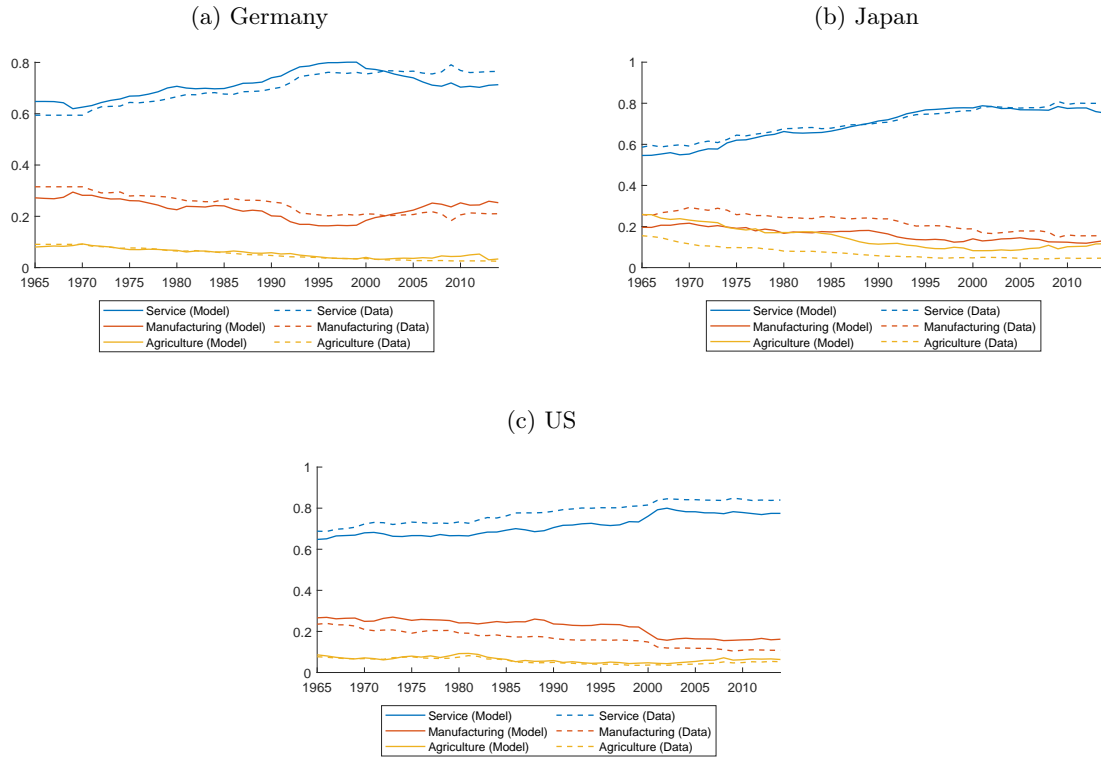 (a) Germany
(b) Japan
0.8
0.6
0.4
0.2
0
1965 1970 1975 1980 1985 1990 1995 2000 2005 2010
Service (Model) Service (Data)
Manufacturing (Model) Manufacturing (Data)
Agriculture (Model) Agriculture (Data)
1
0.8
0.6
0.4
0.2
0
1965 1970 1975 1980 1985 1990 1995 2000 2005 2010
Service (Model) Service (Data)
Manufacturing (Model) Manufacturing (Data)
Agriculture (Model) Agriculture (Data)
(c) US
1
0.8
0.6
0.4
0.2
0
1965 1970 1975 1980 1985 1990 1995 2000 2005 2010
Service (Model) Service (Data)
Manufacturing (Model) Manufacturing (Data)
Agriculture (Model) Agriculture (Data)